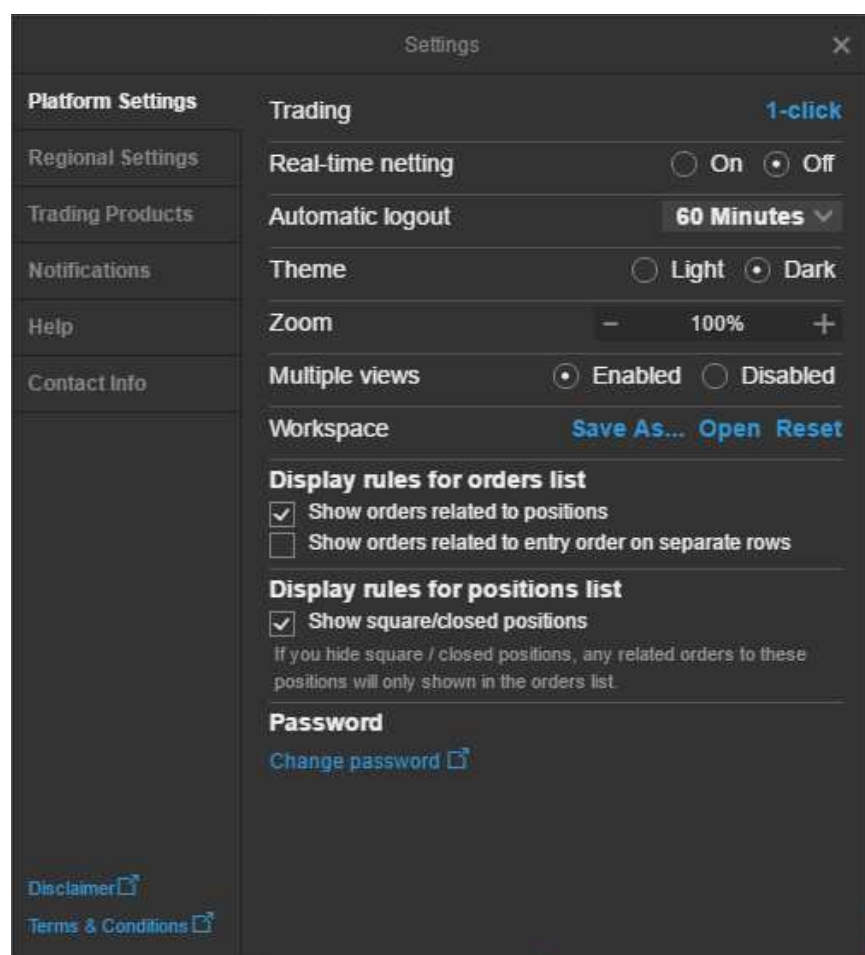 Settings
Platform Settings
Regional Settings
Trading Products
Notifications
Help
Contact Info
Disclaimer
Terms & Conditions
Trading 1-click
Real-time netting On Off
Automatic logout 60 Minutes
Theme Light Dark
Zoom - 100% +
Multiple views Enabled Disabled
Workspace Save As... Open Reset
Display rules for orders list
Show orders related to positions
Show orders related to entry order on separate rows
Display rules for positions list
Show square/closed positions
If you hide square / closed positions, any related orders to these
positions will only shown in the orders list.
Password
Change password